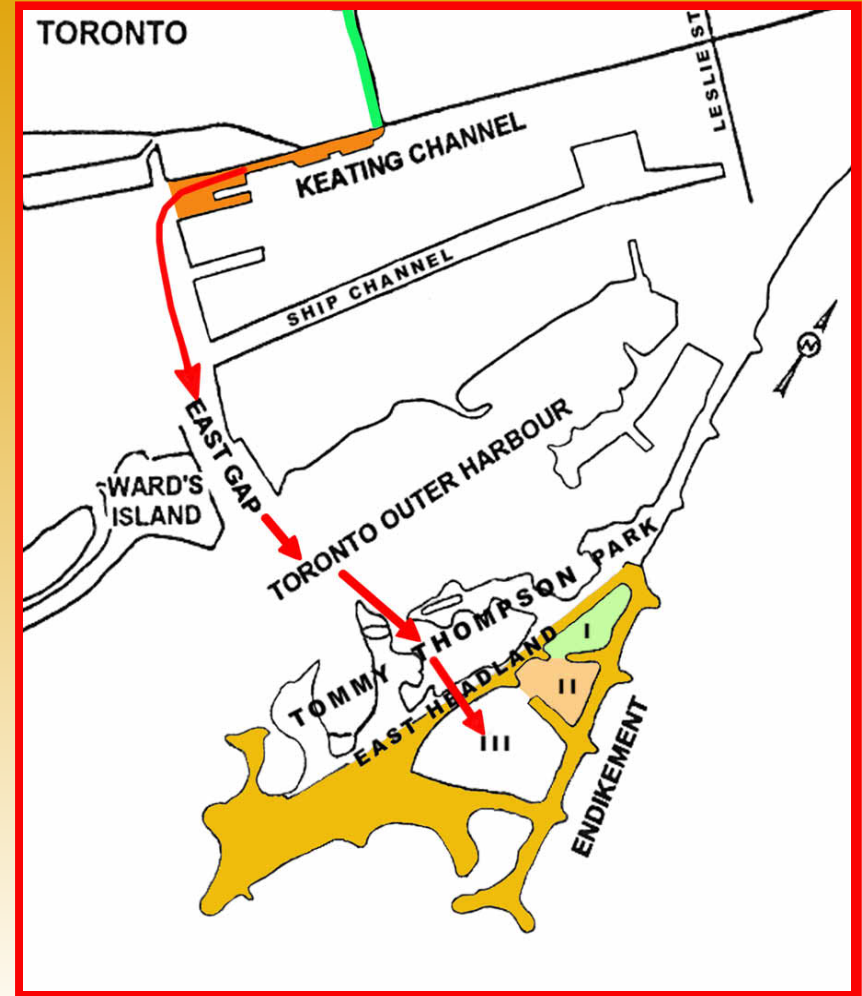 TORONTO
LESLIE ST
KEATING CHANNEL
SHIP CHANNEL
N
EAST GAP
WARD'S
ISLAND
TORONTO OUTER HARBOUR
TOMMY THOMPSON PARK
EAST HEADLAND
I
II
III
ENDIKEMENT